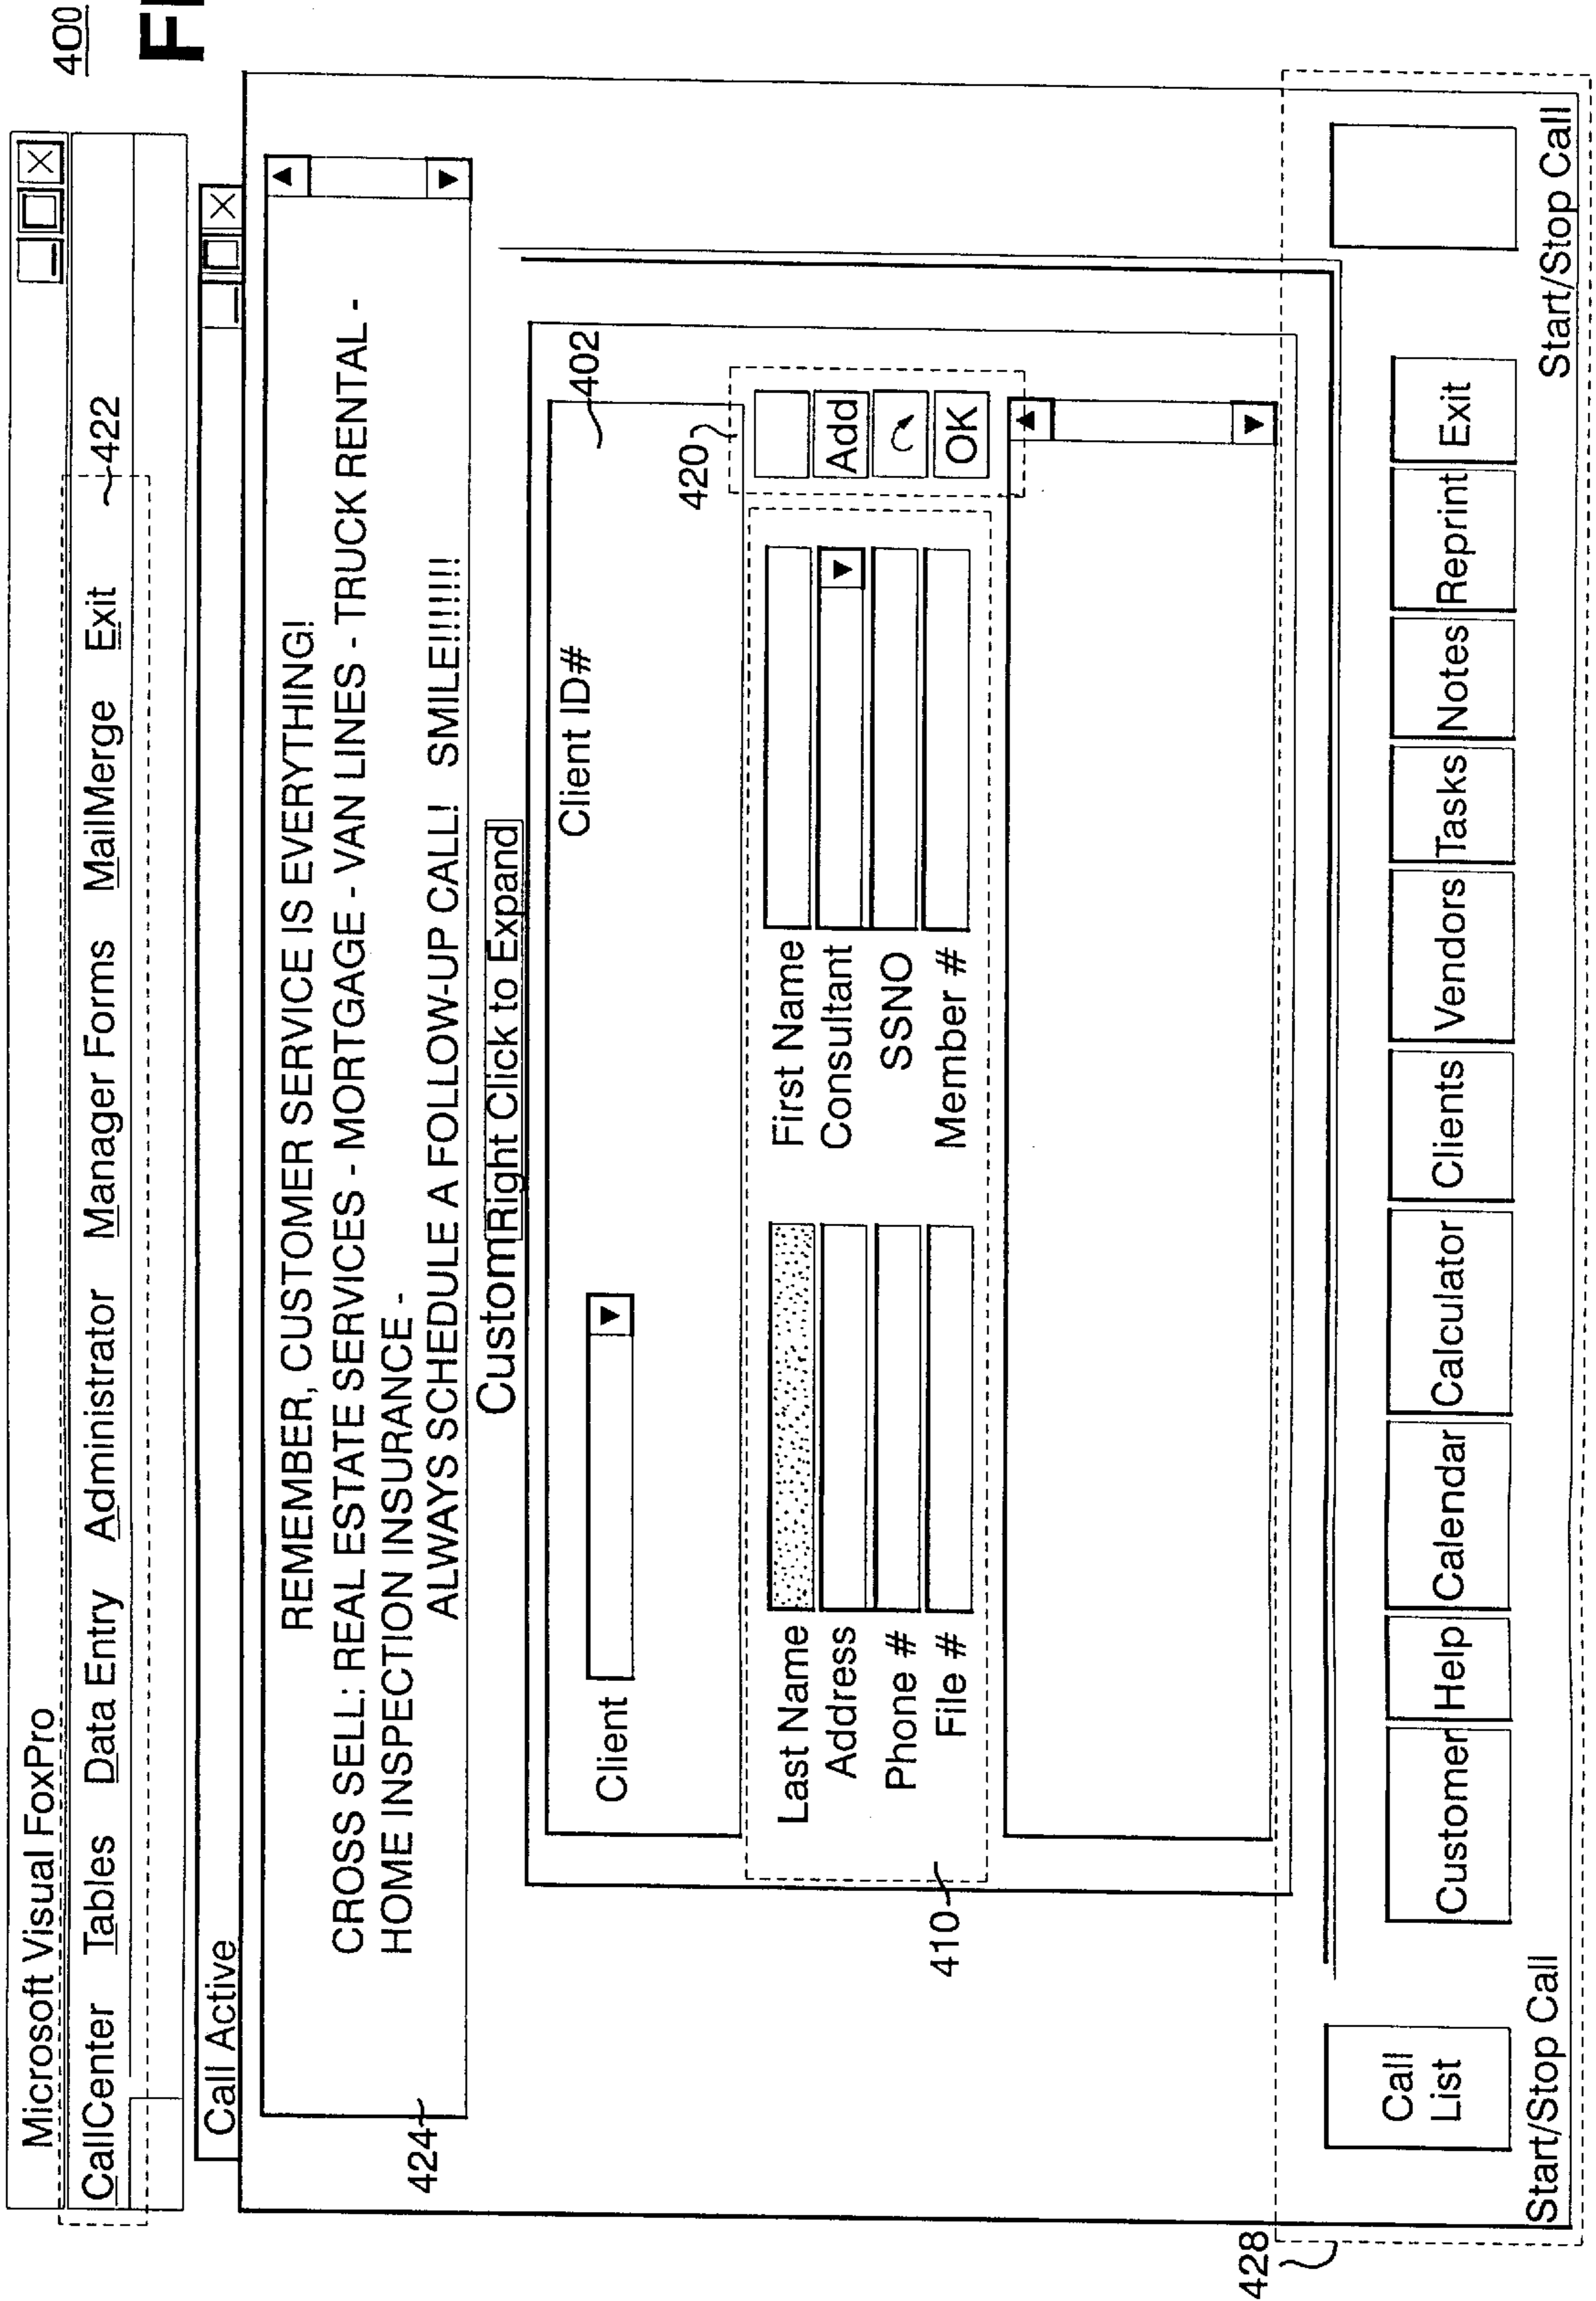 400
Microsoft Visual FoxPro
CallCenter Tables Data Entry Administrator Manager Forms MailMerge Exit 422
Call Active
REMEMBER, CUSTOMER SERVICE IS EVERYTHING!
CROSS SELL: REAL ESTATE SERVICES - MORTGAGE - VAN LINES - TRUCK RENTAL -
HOME INSPECTION INSURANCE -
ALWAYS SCHEDULE A FOLLOW-UP CALL! SMILE!!!!!!!
424
Custom Right Click to Expand
Client ID#
402
Client
420
Last Name First Name
Address Consultant Add
Phone # SSNO
File # Member # OK
410
Call List
Customer Help Calendar Calculator Clients Vendors Tasks Notes Reprint Exit
Start/Stop Call Start/Stop Call
428